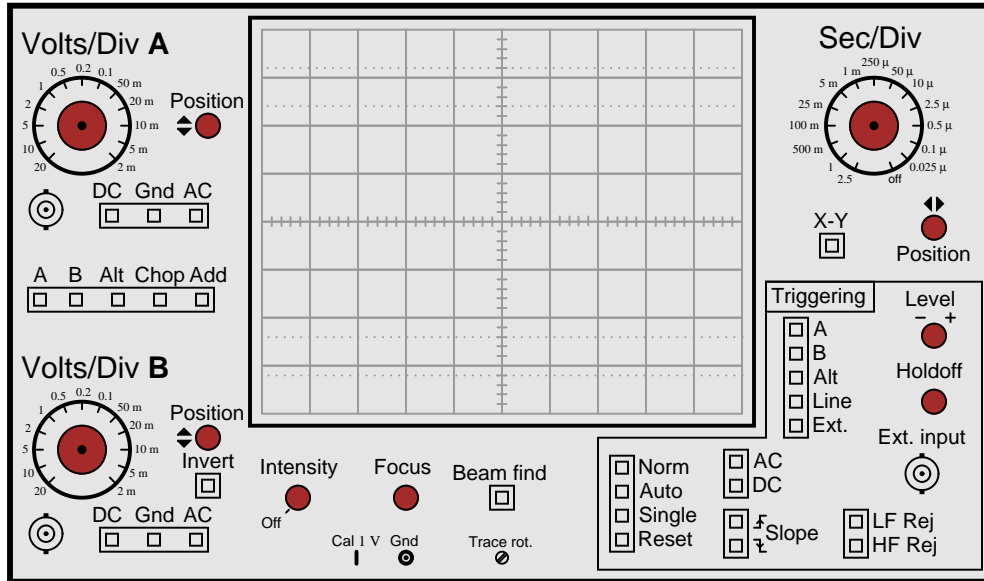 Volts/Div A
0.5 0.2 0.1
1 50 m
2 20 m
5 10 m
10 5 m
20 2 m
Position
DC Gnd AC
A B Alt Chop Add
Volts/Div B
0.5 0.2 0.1
1 50 m
2 20 m
5 10 m
10 5 m
20 2 m
Position
Invert
DC Gnd AC
Intensity
Off
Focus
Beam find
Cal 1 V Gnd
Trace rot.
Sec/Div
250 µ
1 m 50 µ
5 m 10 µ
25 m 2.5 µ
100 m 0.5 µ
500 m 0.1 µ
1 0.025 µ
2.5 off
X-Y
Position
Triggering
A
B
Alt
Line
Ext.
Level
− +
Holdoff
Ext. input
Norm
Auto
Single
Reset
AC
DC
Slope
LF Rej
HF Rej